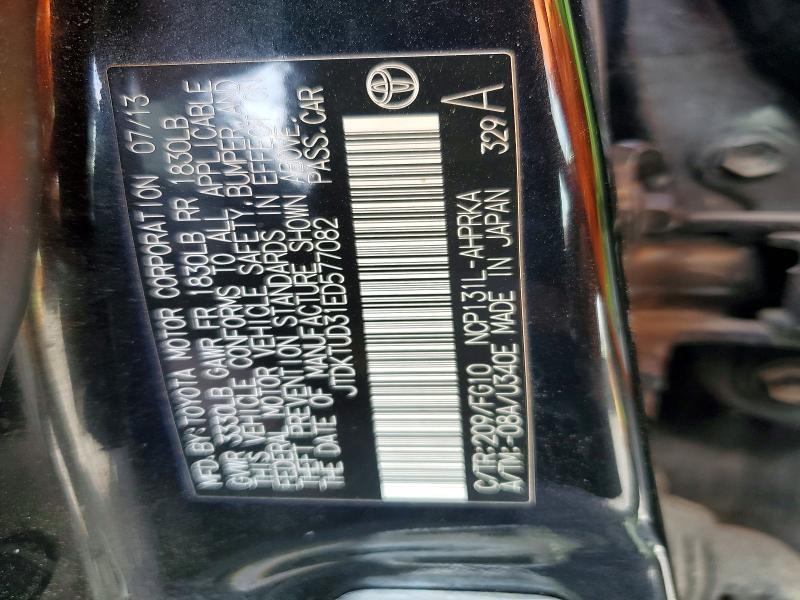 MFD BY: TOYOTA MOTOR CORPORATION 07/13
GVWR 3330LB GAWR FR 1830LB RR 1830LB
THIS VEHICLE CONFORMS TO ALL APPLICABLE
FEDERAL MOTOR VEHICLE SAFETY, BUMPER, AND
THEFT PREVENTION STANDARDS IN EFFECT ON
THE DATE OF MANUFACTURE SHOWN ABOVE.
JTDKTUD31ED577082 PASS. CAR
C/TR: 209/FG10 NCP131L-AHPRKA 329A
A/TM: -08A/U340E MADE IN JAPAN